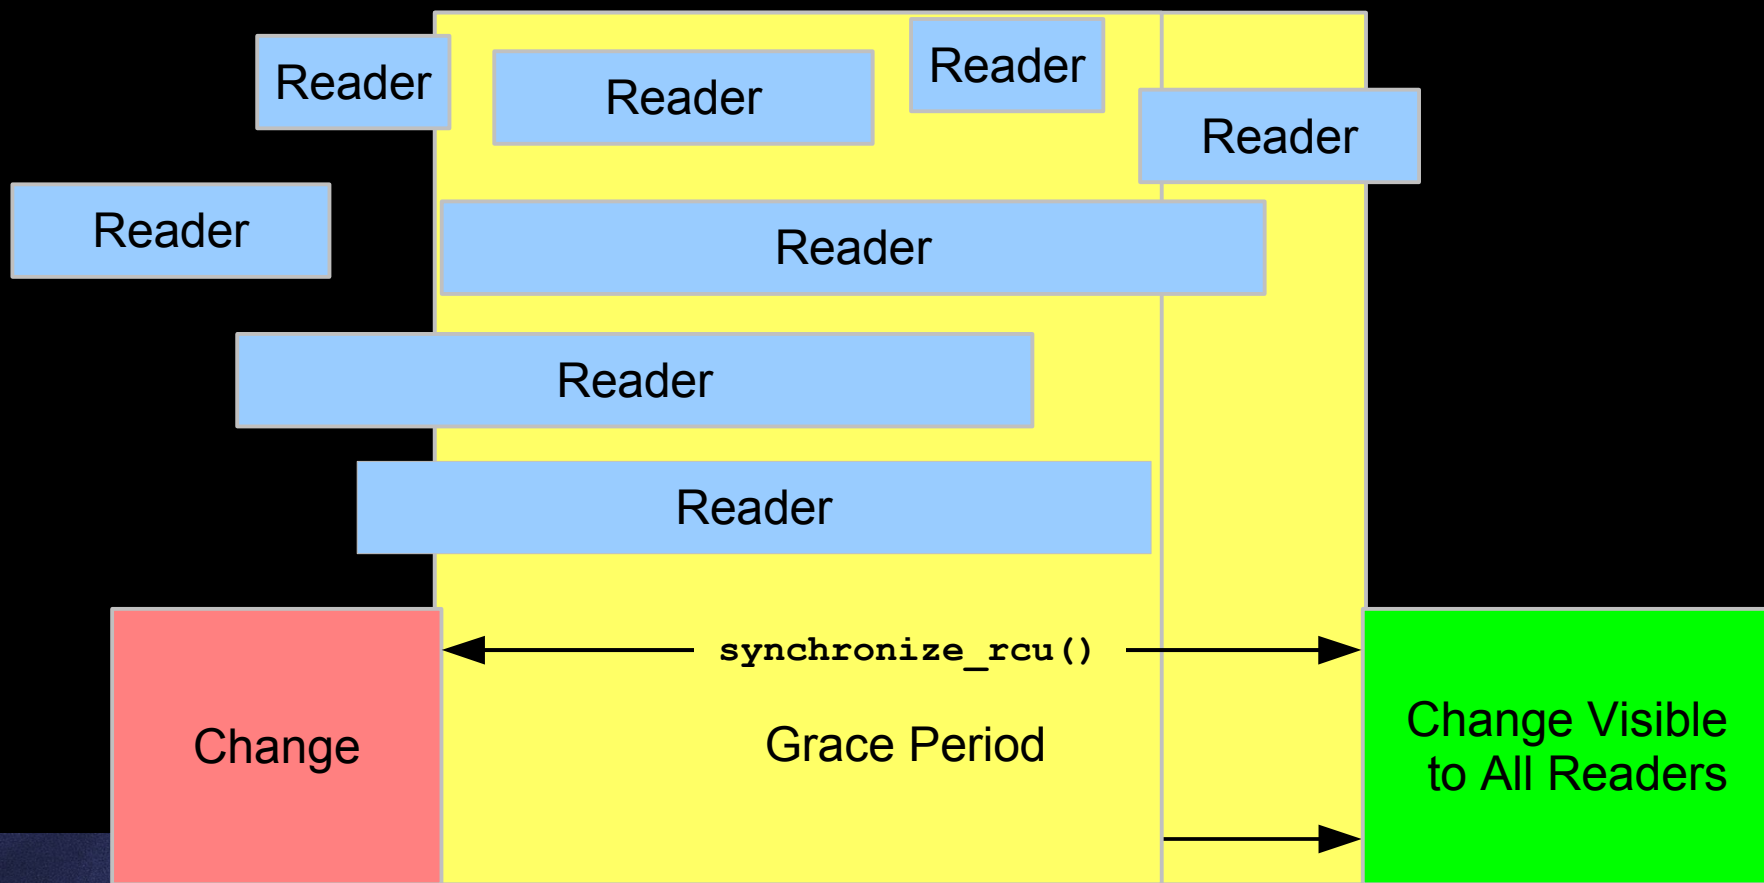 Reader
Reader
Reader
Reader
Reader
Reader
Reader
Reader
synchronize_rcu()
Change
Grace Period
Change Visible
to All Readers